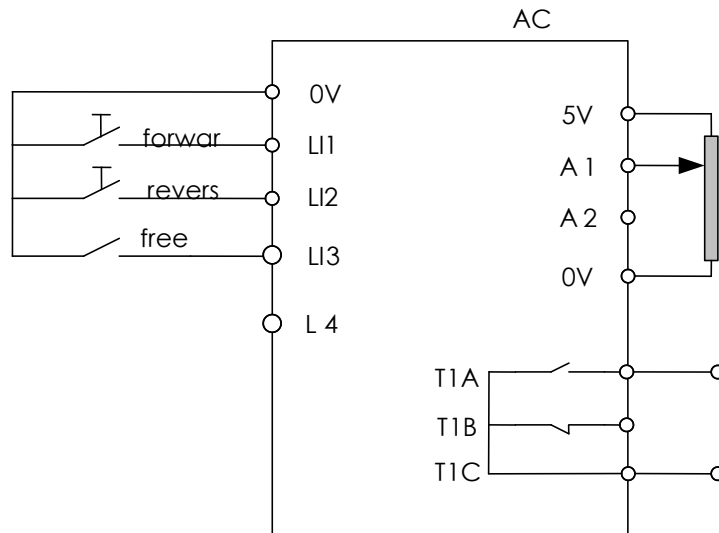 AC
0V
forwar
LI1
revers
LI2
free
LI3
L 4
5V
A 1
A 2
0V
T1A
T1B
T1C